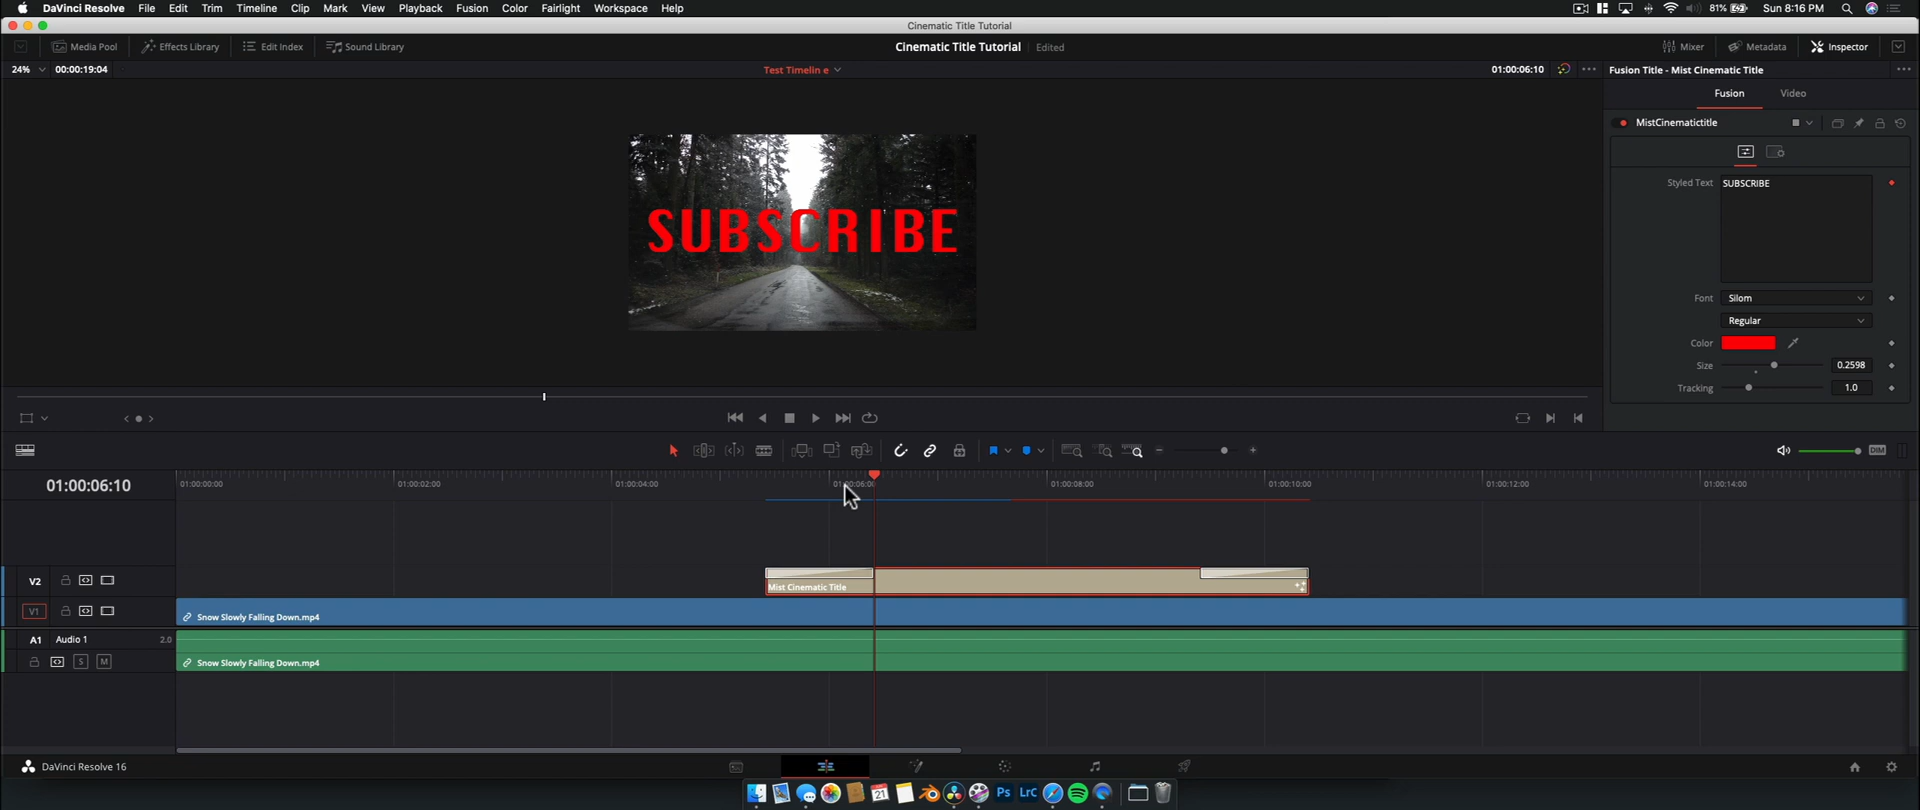 DaVinci Resolve File Edit Trim Timeline Clip Mark View Playback Fusion Color Fairlight Workspace Help 81% Sun 8:16 PM
Cinematic Title Tutorial
Media Pool Effects Library Edit Index Sound Library Cinematic Title Tutorial Edited Mixer Metadata Inspector
24% 00:00:19:04 Test Timelin e 01:00:06:10 Fusion Title - Mist Cinematic Title
Fusion Video
MistCinematictitle
Styled Text SUBSCRIBE
SUBSCRIBE
Font Silom
Regular
Color
Size 0.2598
Tracking 1.0
DIM
01:00:06:10 01:00:00:00 01:00:02:00 01:00:04:00 01:00:06:00 01:00:08:00 01:00:10:00 01:00:12:00 01:00:14:00
V2 Mist Cinematic Title
V1 Snow Slowly Falling Down.mp4
A1 Audio 1 2.0
S M Snow Slowly Falling Down.mp4
DaVinci Resolve 16
21 Ps LrC